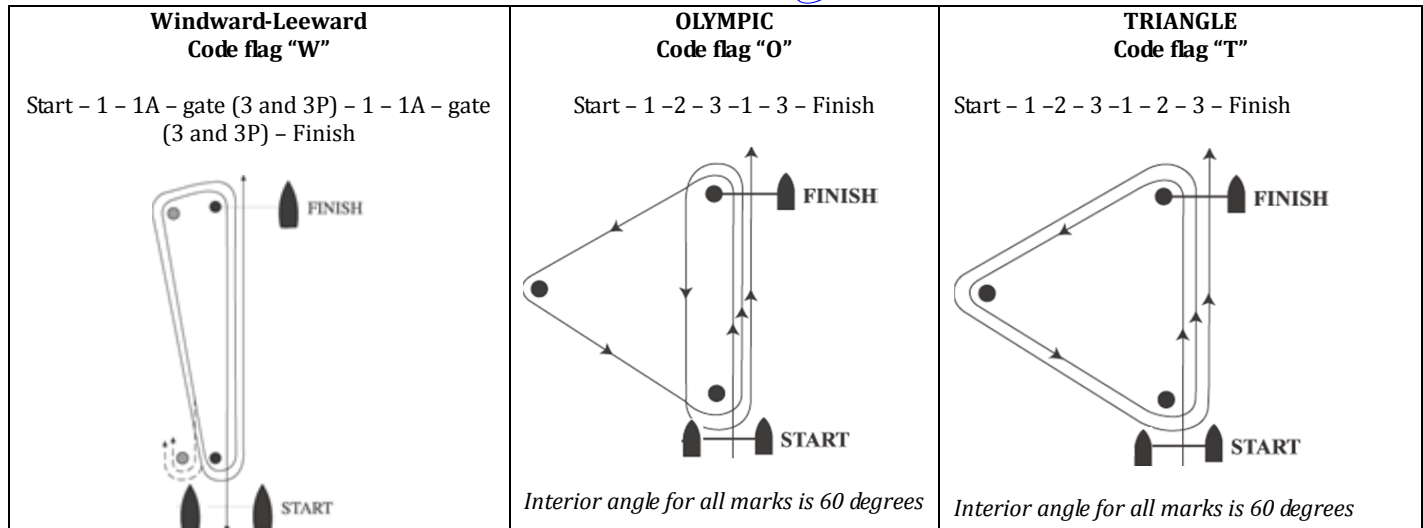 Windward-Leeward
Code flag “W”
Start – 1 – 1A – gate (3 and 3P) – 1 – 1A – gate
(3 and 3P) – Finish
FINISH
START
OLYMPIC
Code flag “O”
Start – 1 –2 – 3 –1 – 3 – Finish
FINISH
START
Interior angle for all marks is 60 degrees
TRIANGLE
Code flag “T”
Start – 1 –2 – 3 –1 – 2 – 3 – Finish
FINISH
START
Interior angle for all marks is 60 degrees